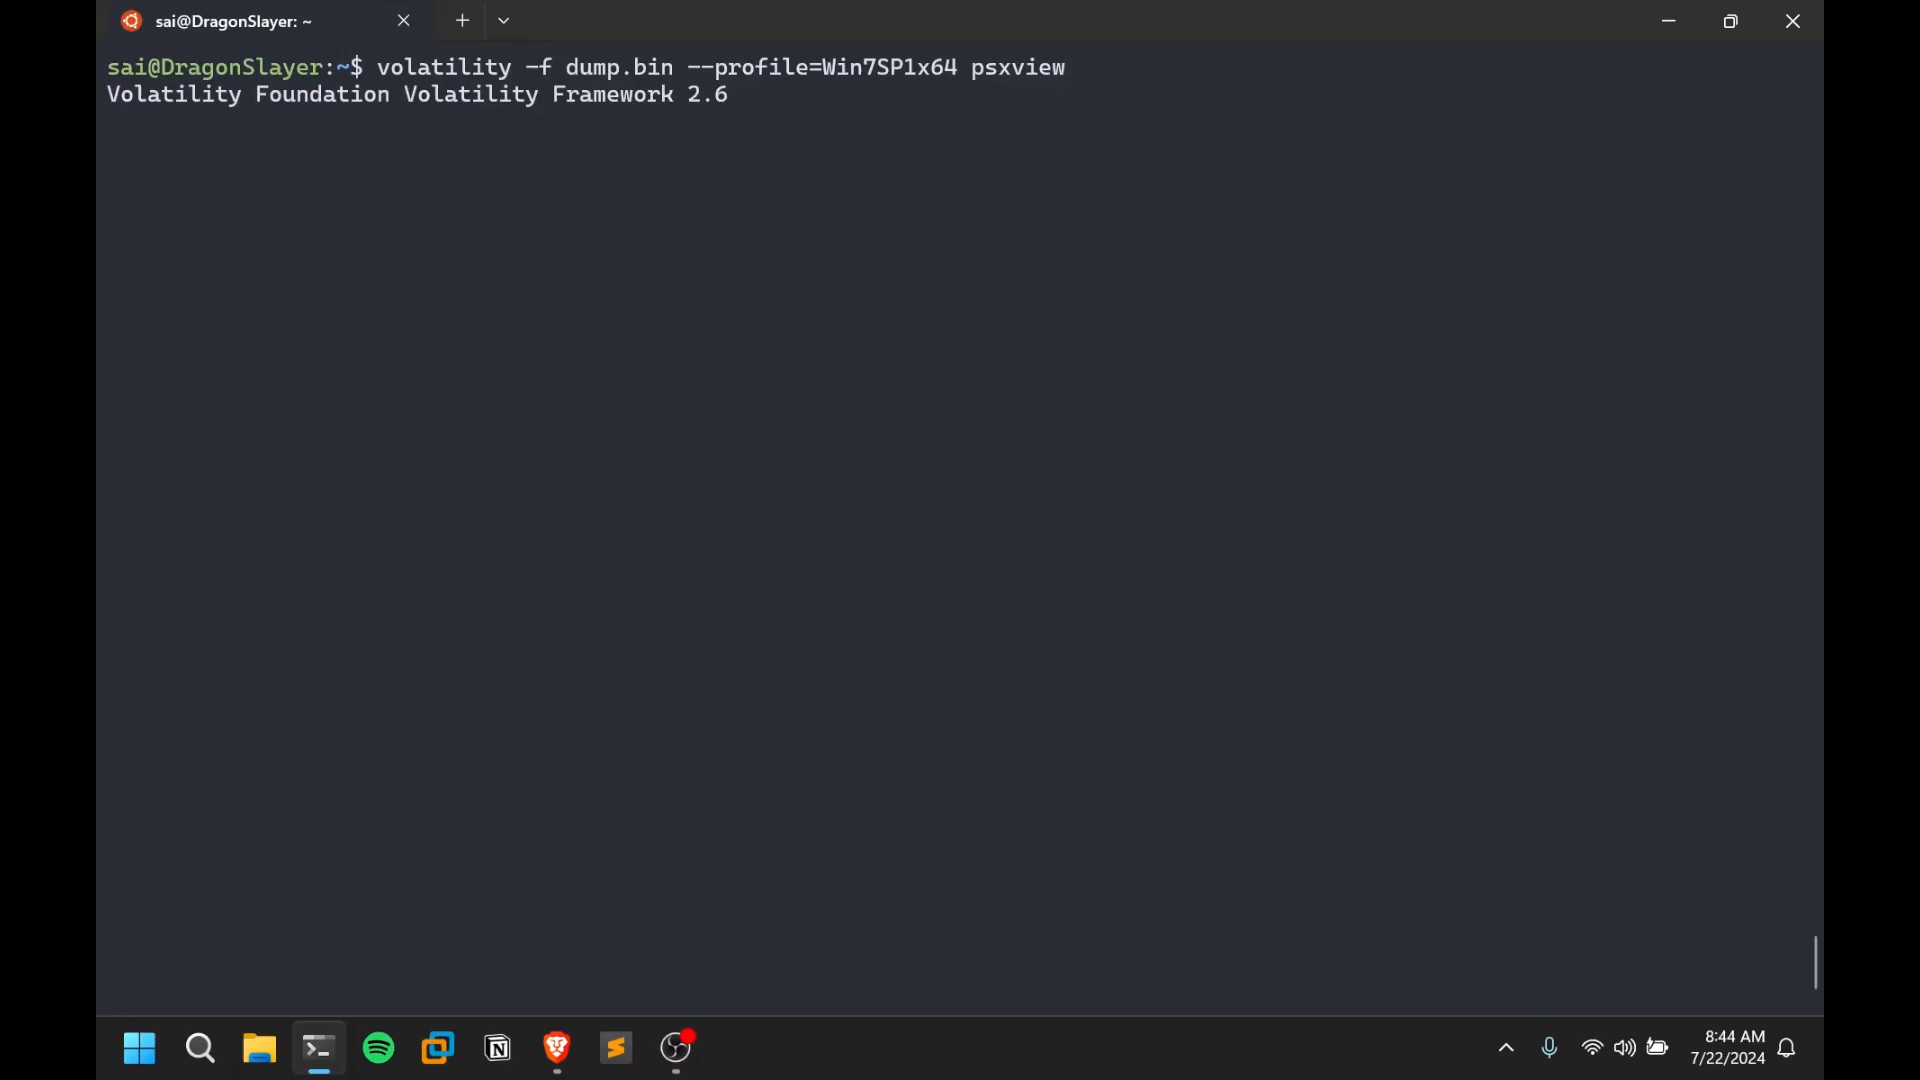 sai@DragonSlayer: ~
sai@DragonSlayer:~$ volatility -f dump.bin --profile=Win7SP1x64 psxview
Volatility Foundation Volatility Framework 2.6
8:44 AM
7/22/2024